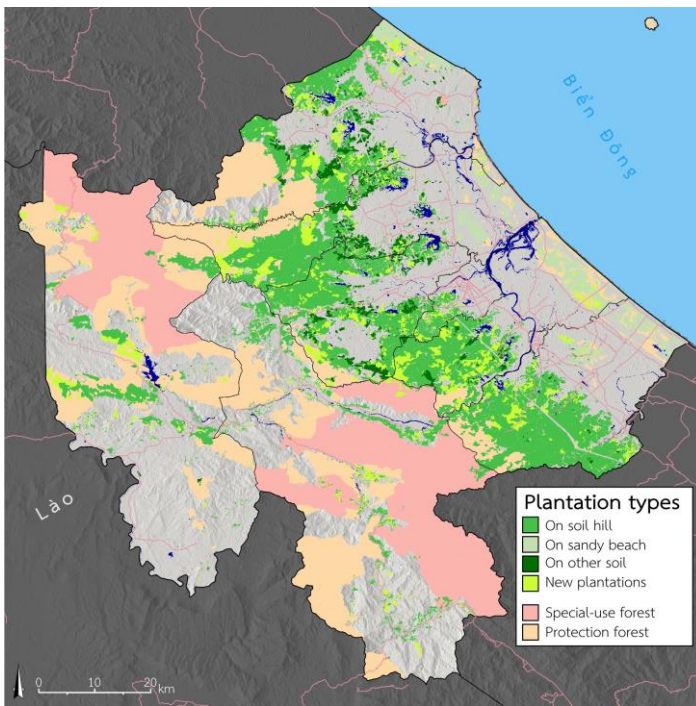 Biển Đông
Lào
Plantation types
On soil hill
On sandy beach
On other soil
New plantations
Special-use forest
Protection forest
0 10 20 km